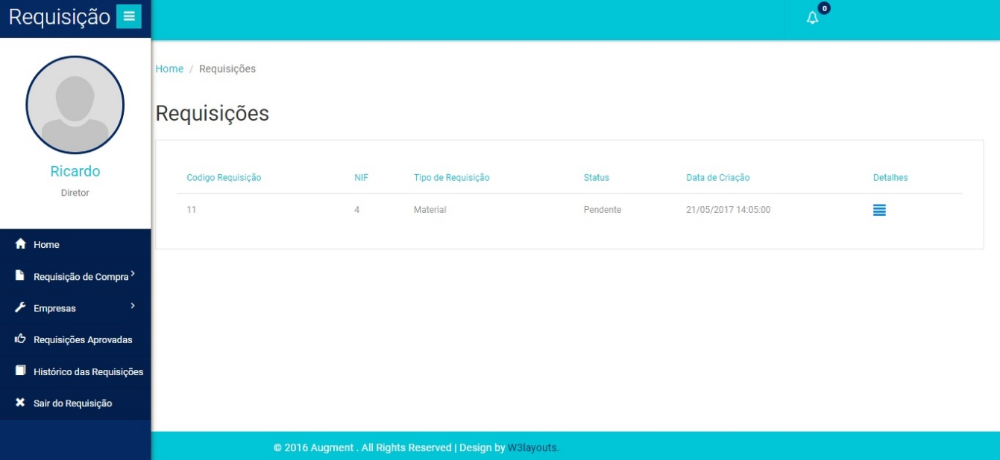 Requisição
0
Ricardo
Diretor
Home
Requisição de Compra
Empresas
Requisições Aprovadas
Histórico das Requisições
Sair do Requisição
Home / Requisições
Requisições
Codigo Requisição NIF Tipo de Requisição Status Data de Criação Detalhes
11 4 Material Pendente 21/05/2017 14:05:00
© 2016 Augment . All Rights Reserved | Design by W3layouts.